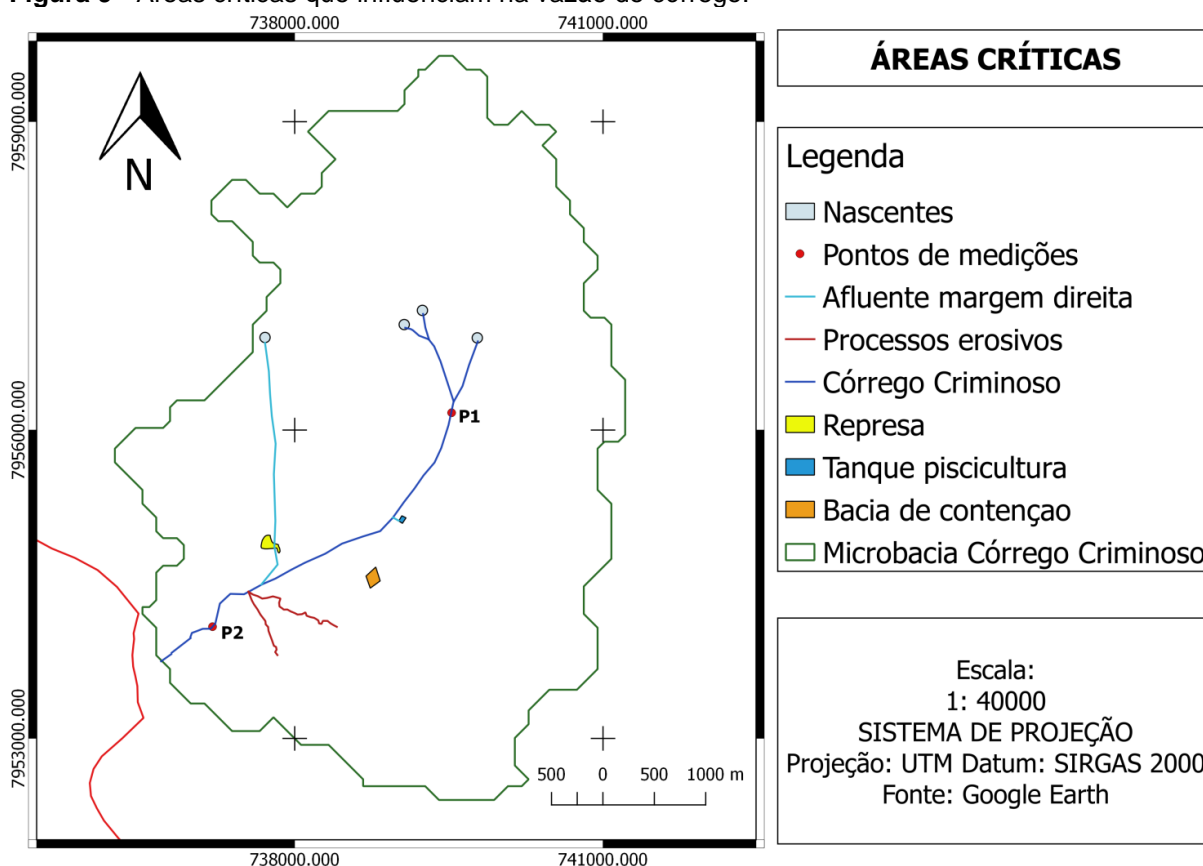 Figura 3 - Áreas críticas que influenciam na vazão do córrego.
738000.000
741000.000
7959000.000
7956000.000
7953000.000
N
P1
P2
500 0 500 1000 m
738000.000
741000.000
ÁREAS CRÍTICAS
Legenda
Nascentes
Pontos de medições
Afluente margem direita
Processos erosivos
Córrego Criminoso
Represa
Tanque piscicultura
Bacia de contençao
Microbacia Córrego Criminoso
Escala:
1: 40000
SISTEMA DE PROJEÇÃO
Projeção: UTM Datum: SIRGAS 2000
Fonte: Google Earth